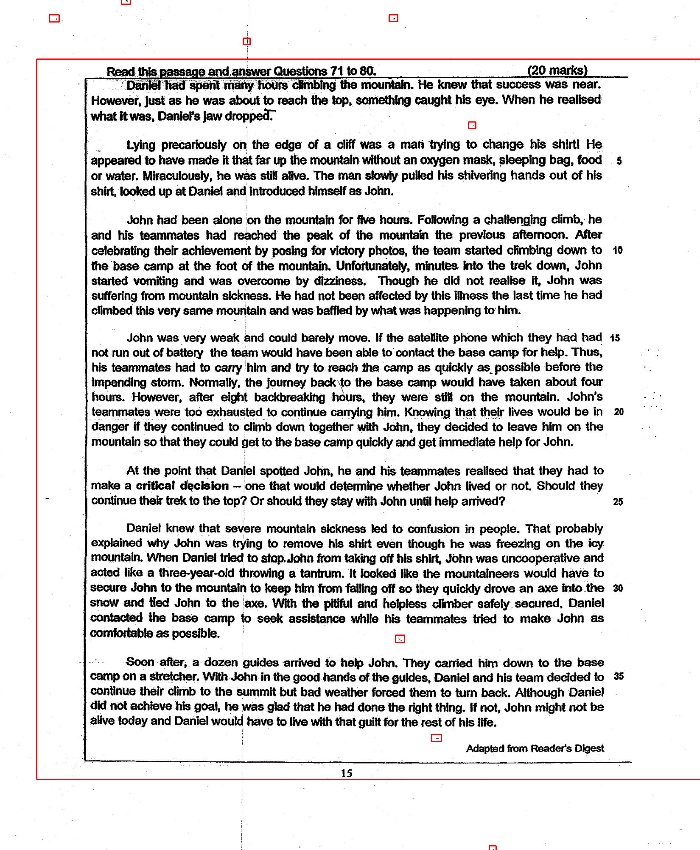 Read this passage and answer Questions 71 to 80. (20 marks)
Daniel had spent many hours climbing the mountain. He knew that success was near.
However, just as he was about to reach the top, something caught his eye. When he realised
what it was, Daniel's jaw dropped.
Lying precariously on the edge of a cliff was a man trying to change his shirt! He
appeared to have made it that far up the mountain without an oxygen mask, sleeping bag, food 5
or water. Miraculously, he was still alive. The man slowly pulled his shivering hands out of his
shirt, looked up at Daniel and introduced himself as John.
John had been alone on the mountain for five hours. Following a challenging climb, he
and his teammates had reached the peak of the mountain the previous afternoon. After
celebrating their achievement by posing for victory photos, the team started climbing down to 10
the base camp at the foot of the mountain. Unfortunately, minutes into the trek down, John
started vomiting and was overcome by dizziness. Though he did not realise it, John was
suffering from mountain sickness. He had not been affected by this illness the last time he had
climbed this very same mountain and was baffled by what was happening to him.
John was very weak and could barely move. If the satellite phone which they had had 15
not run out of battery the team would have been able to contact the base camp for help. Thus,
his teammates had to carry him and try to reach the camp as quickly as possible before the
impending storm. Normally, the journey back to the base camp would have taken about four
hours. However, after eight backbreaking hours, they were still on the mountain. John's
teammates were too exhausted to continue carrying him. Knowing that their lives would be in 20
danger if they continued to climb down together with John, they decided to leave him on the
mountain so that they could get to the base camp quickly and get immediate help for John.
At the point that Daniel spotted John, he and his teammates realised that they had to
make a critical decision – one that would determine whether John lived or not. Should they
continue their trek to the top? Or should they stay with John until help arrived? 25
Daniel knew that severe mountain sickness led to confusion in people. That probably
explained why John was trying to remove his shirt even though he was freezing on the icy
mountain. When Daniel tried to stop John from taking off his shirt, John was uncooperative and
acted like a three-year-old throwing a tantrum. It looked like the mountaineers would have to
secure John to the mountain to keep him from falling off so they quickly drove an axe into the 30
snow and tied John to the axe. With the pitiful and helpless climber safely secured, Daniel
contacted the base camp to seek assistance while his teammates tried to make John as
comfortable as possible.
Soon after, a dozen guides arrived to help John. They carried him down to the base
camp on a stretcher. With John in the good hands of the guides, Daniel and his team decided to 35
continue their climb to the summit but bad weather forced them to turn back. Although Daniel
did not achieve his goal, he was glad that he had done the right thing. If not, John might not be
alive today and Daniel would have to live with that guilt for the rest of his life.
Adapted from Reader's Digest
15